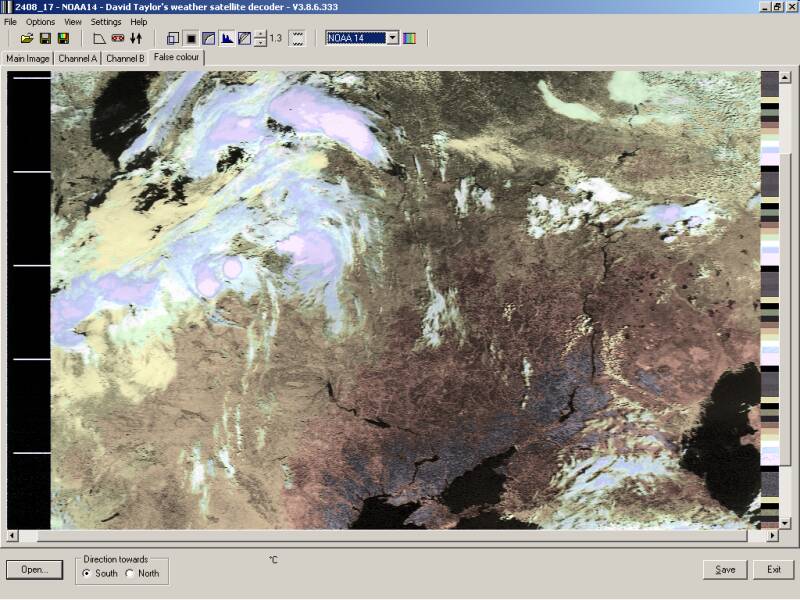 2408_17 - NOAA14 - David Taylor's weather satellite decoder - V3.8.6.333
File Options View Settings Help
1.3 NOAA 14
Main Image Channel A Channel B False colour
Direction towards
°C
Open... South North Save Exit